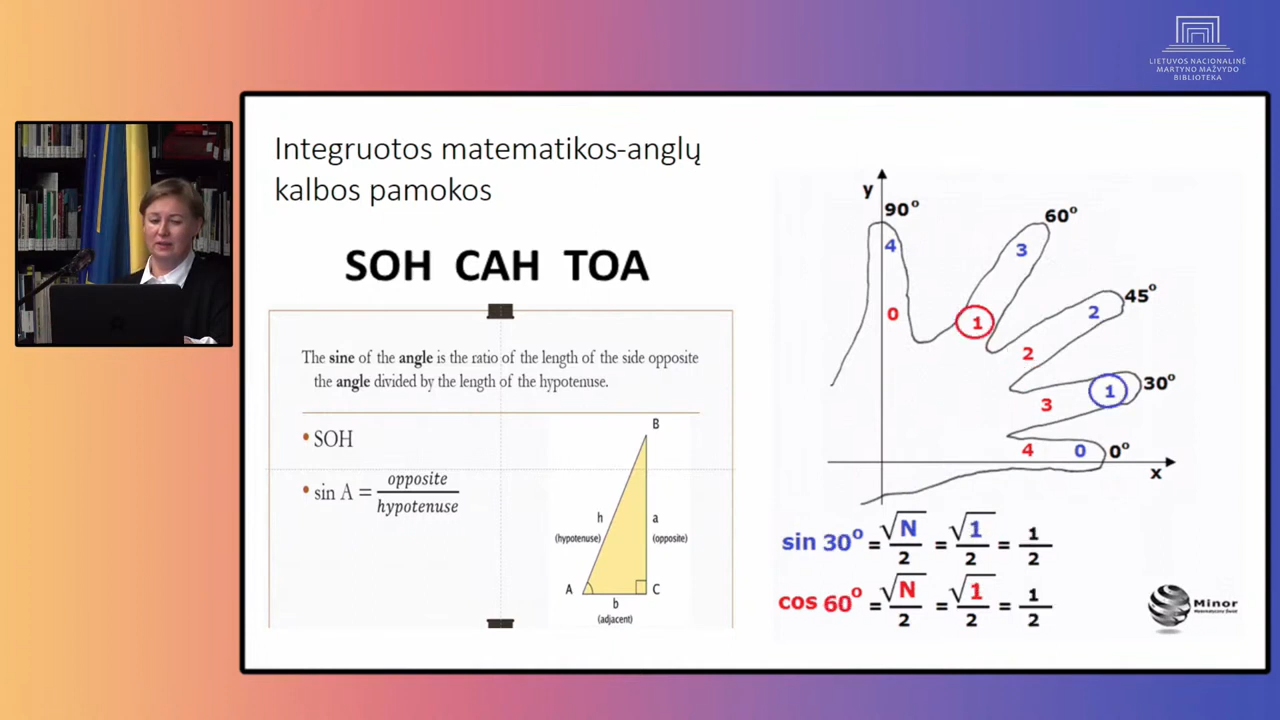 LIETUVOS NACIONALINĖ
MARTYNO MAŽVYDO
BIBLIOTEKA
Integruotos matematikos-anglų
kalbos pamokos
SOH CAH TOA
The sine of the angle is the ratio of the length of the side opposite
the angle divided by the length of the hypotenuse.
• SOH
• sin A = opposite / hypotenuse
B
h
(hypotenuse)
a
(opposite)
A
C
b
(adjacent)
y
90°
4
0
60°
3
1
45°
2
2
30°
1
3
0°
0
4
x
sin 30° = √N/2 = √1/2 = 1/2
cos 60° = √N/2 = √1/2 = 1/2
Minor